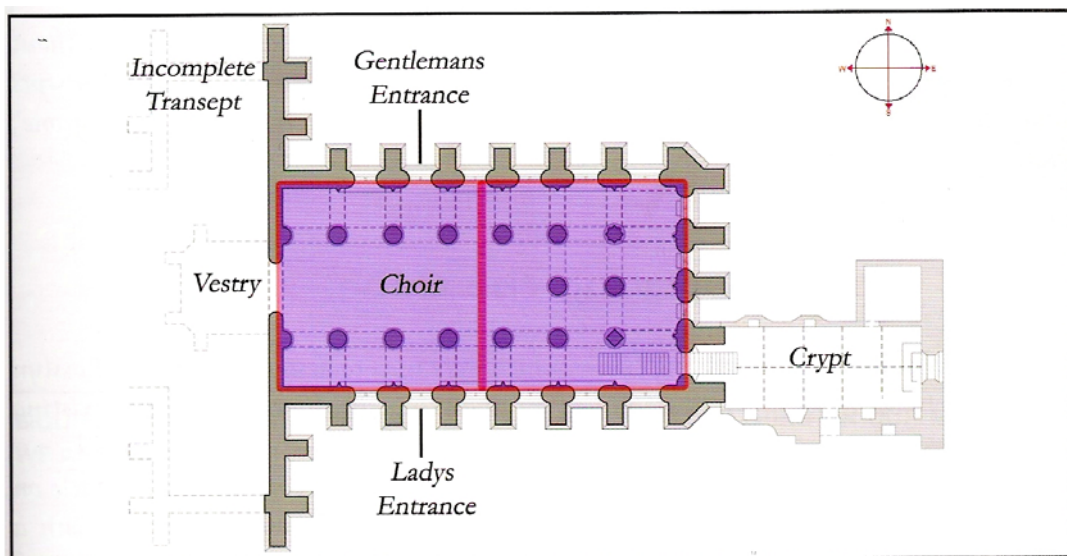 Incomplete
Transept
Gentlemans
Entrance
N
W
E
S
Vestry
Choir
Crypt
Ladys
Entrance